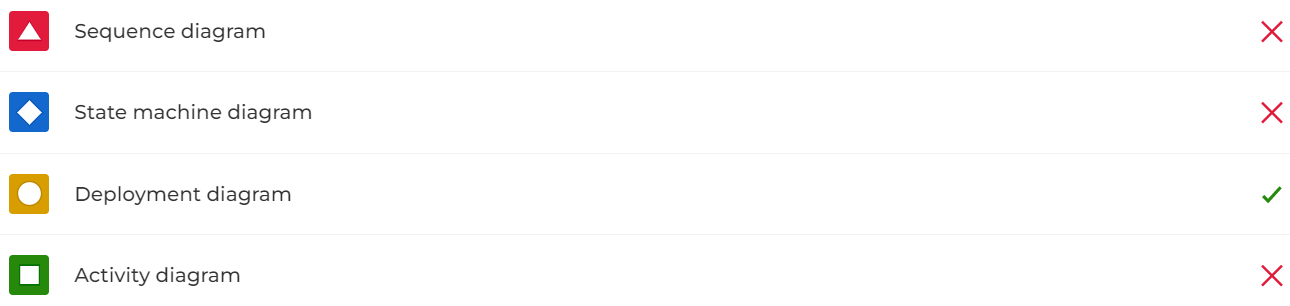 Sequence diagram
State machine diagram
Deployment diagram
Activity diagram